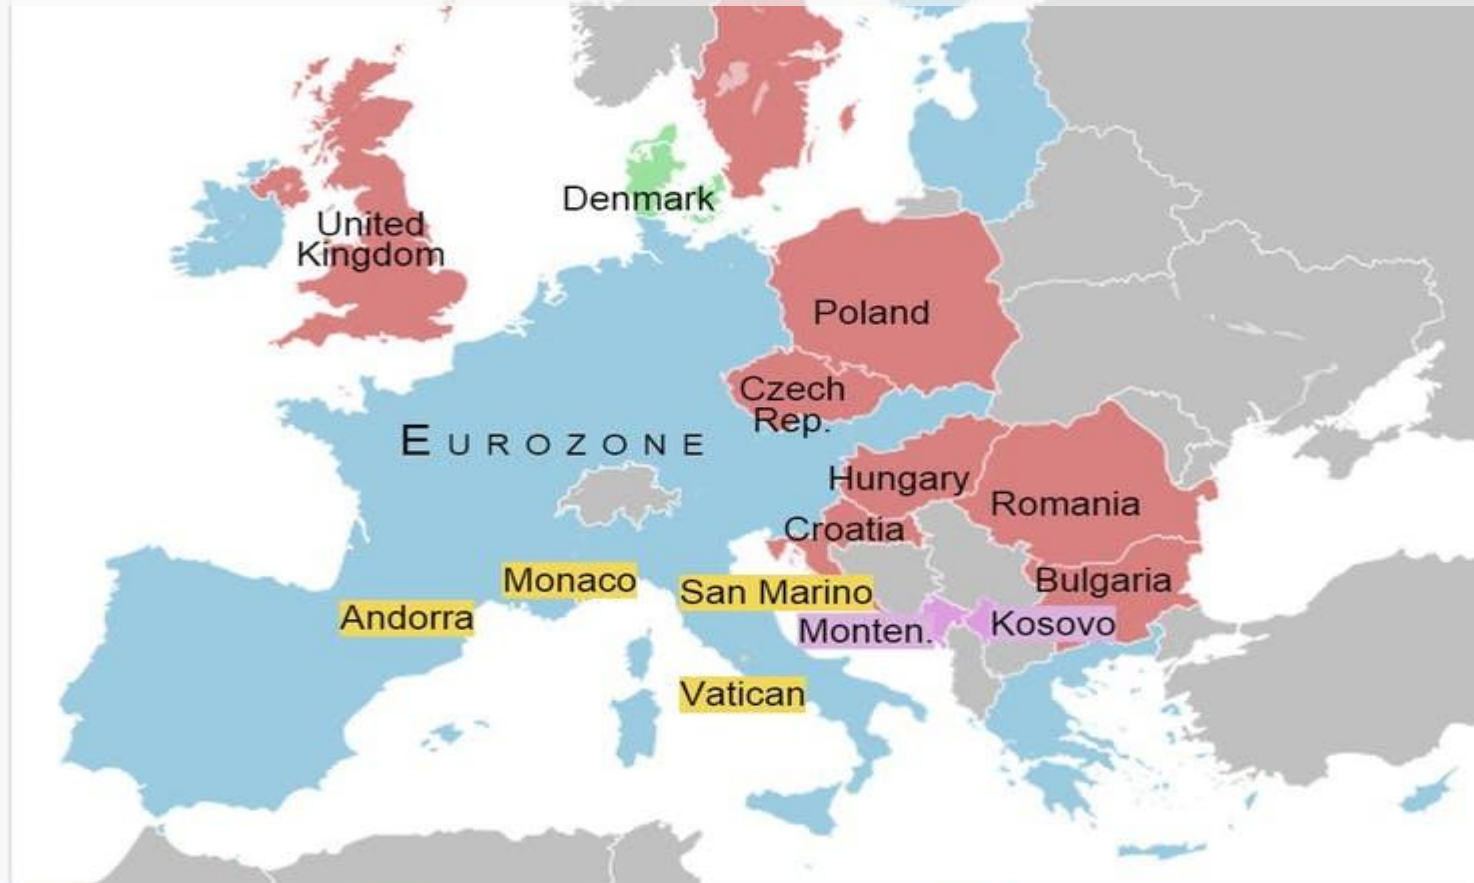 Denmark
United
Kingdom
Poland
Czech
Rep.
EUROZONE
Hungary
Romania
Croatia
Monaco
San Marino
Bulgaria
Andorra
Monten.
Kosovo
Vatican